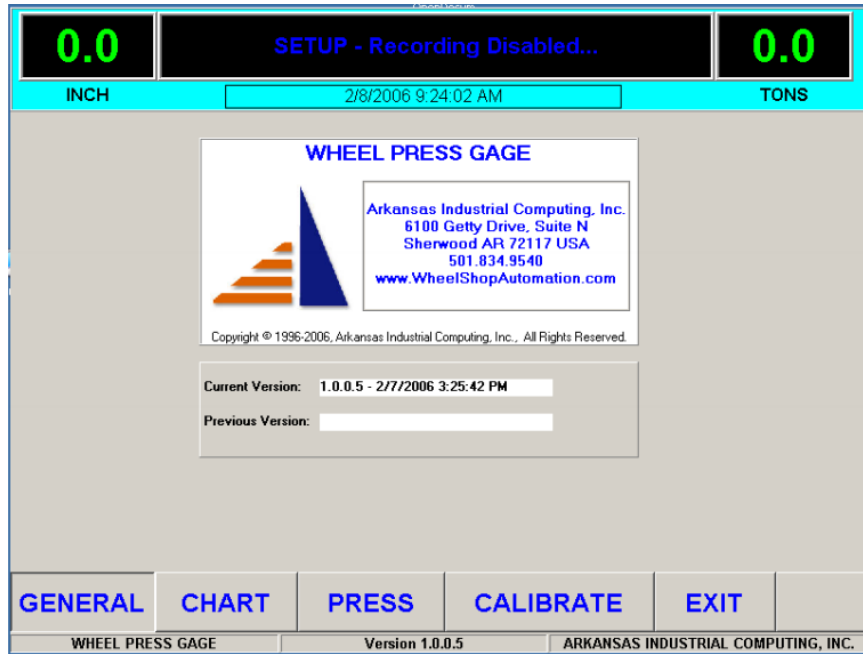 0.0
SETUP - Recording Disabled...
0.0
INCH
2/8/2006 9:24:02 AM
TONS
WHEEL PRESS GAGE
Arkansas Industrial Computing, Inc.
6100 Getty Drive, Suite N
Sherwood AR 72117 USA
501.834.9540
www.WheelShopAutomation.com
Copyright © 1996-2006, Arkansas Industrial Computing, Inc., All Rights Reserved.
Current Version: 1.0.0.5 - 2/7/2006 3:25:42 PM
Previous Version:
GENERAL CHART PRESS CALIBRATE EXIT
WHEEL PRESS GAGE Version 1.0.0.5 ARKANSAS INDUSTRIAL COMPUTING, INC.